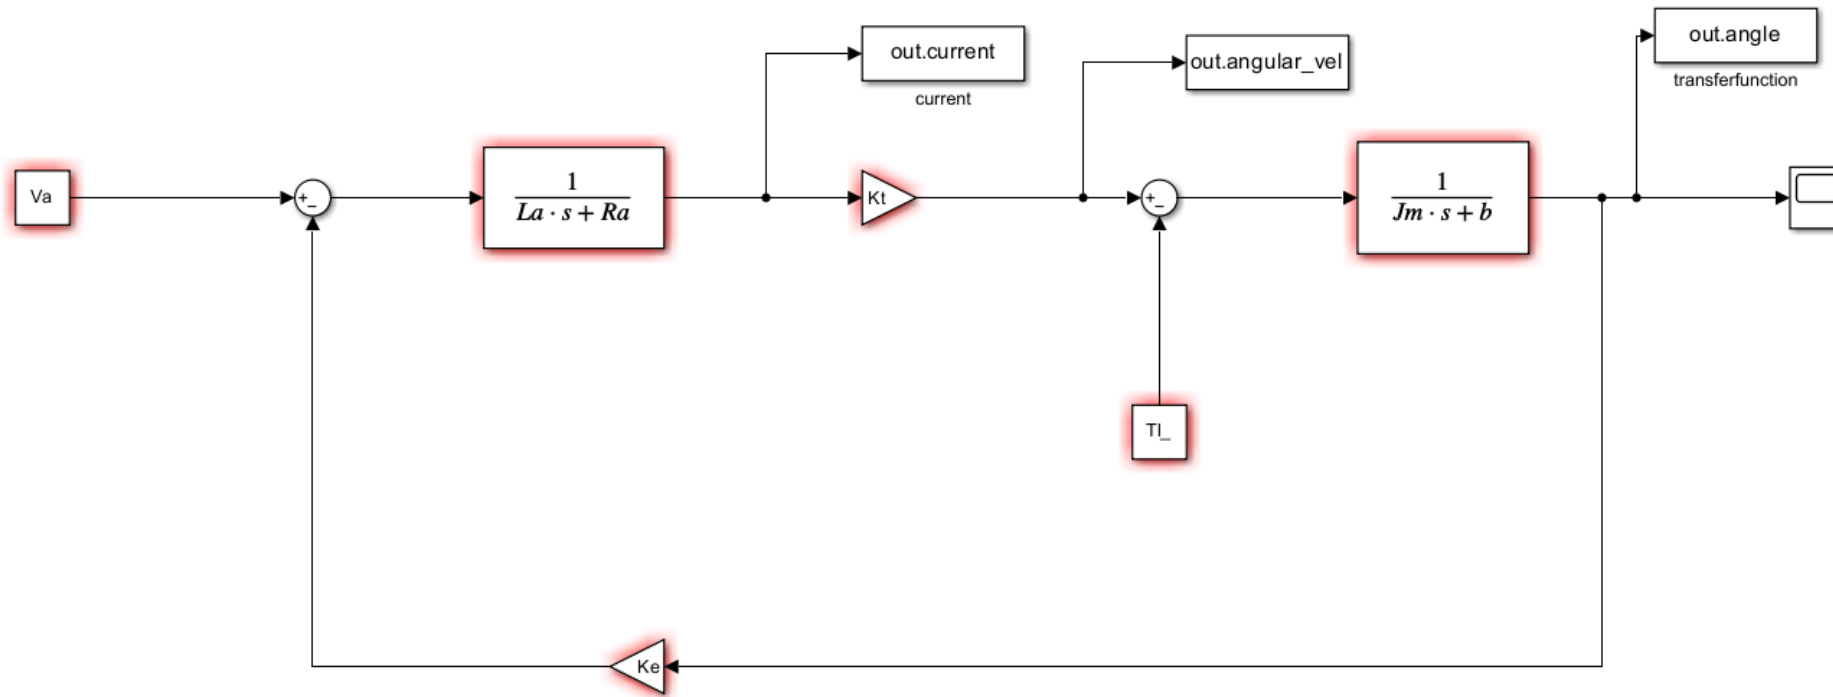 out.current
current
out.angular_vel
out.angle
transferfunction
Va
+
_
1
La · s + Ra
Kt
+
_
1
Jm · s + b
Tl_
Ke